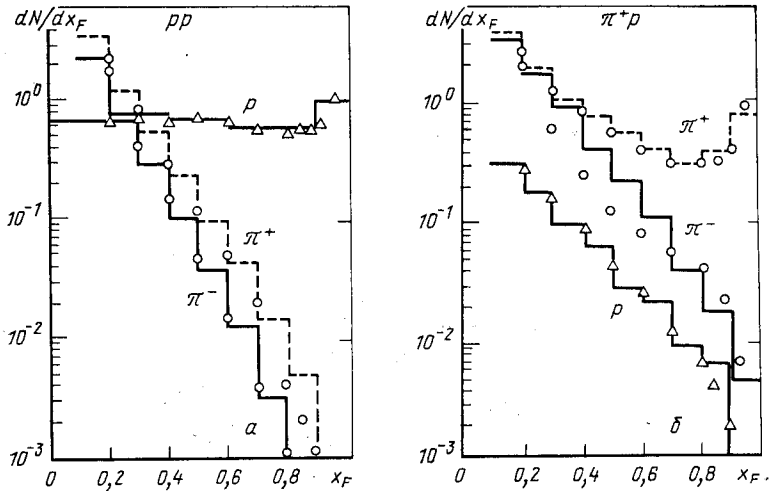 dN/dx_F pp
10^0
10^-1
10^-2
10^-3
p
π^+
π^-
а
0 0,2 0,4 0,6 0,8 x_F
dN/dx_F π^+p
10^0
10^-1
10^-2
10^-3
π^+
π^-
p
б
0 0,2 0,4 0,6 0,8 x_F.